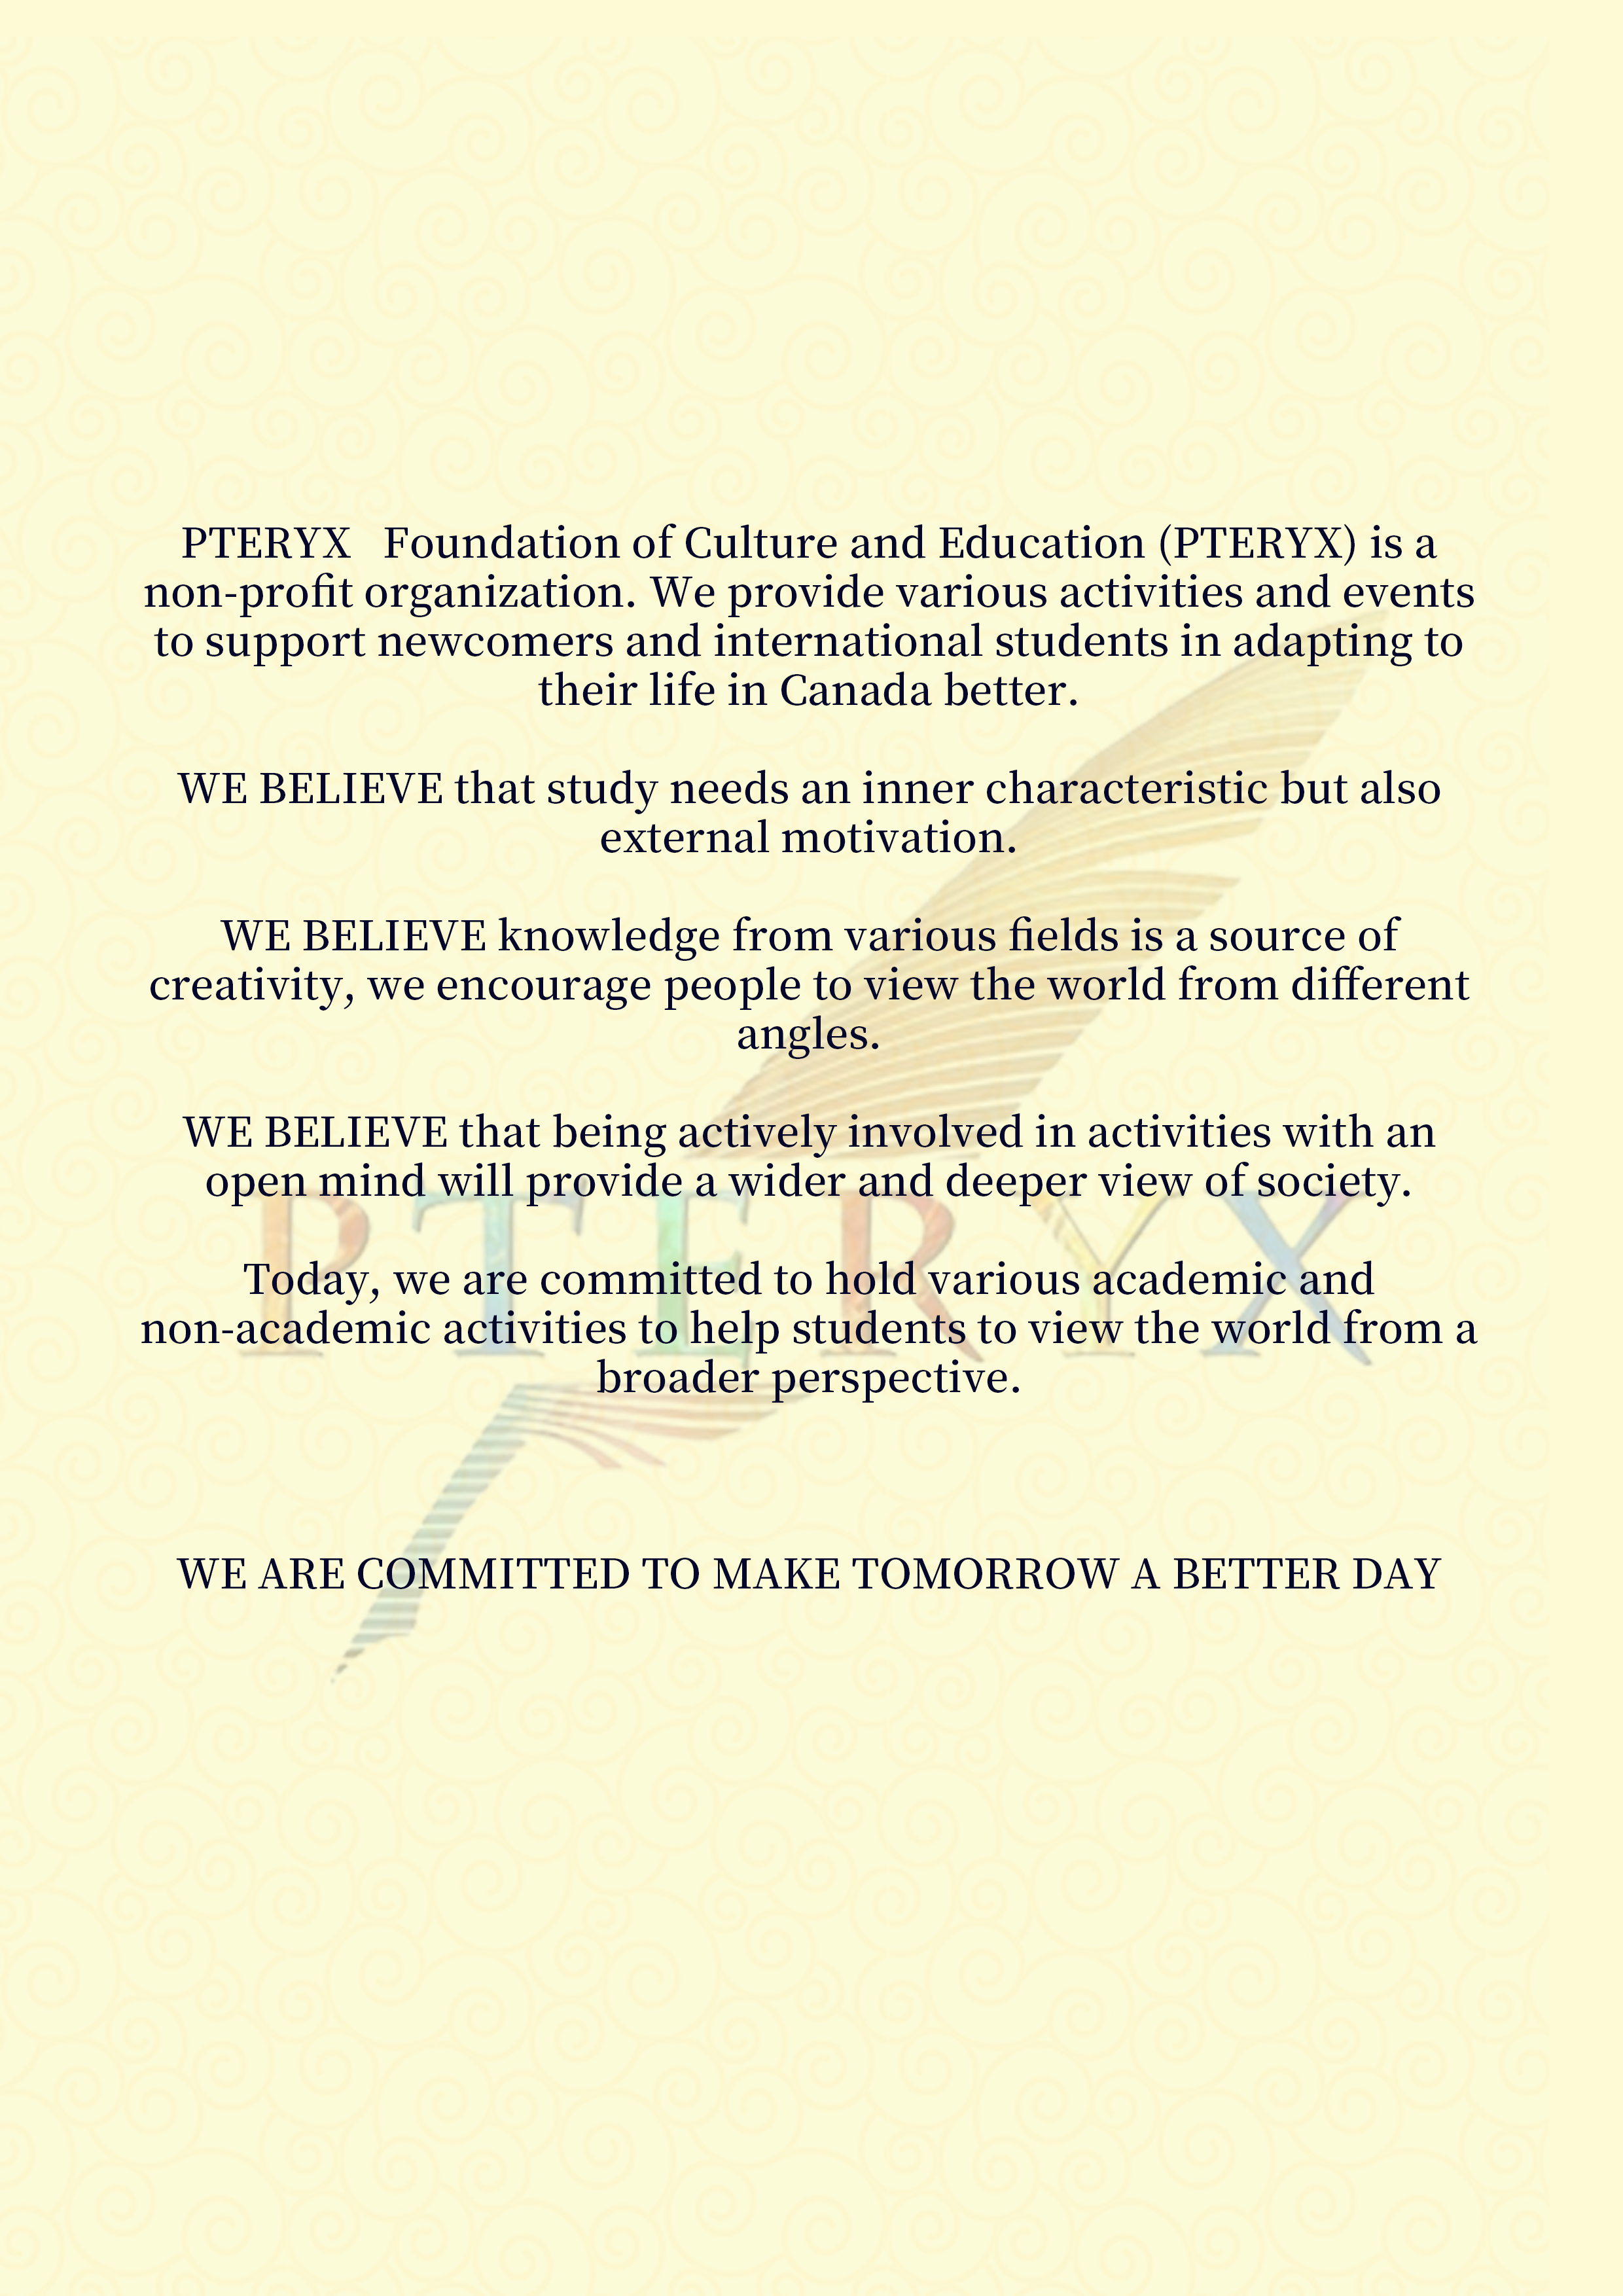 PTERYX   Foundation of Culture and Education (PTERYX) is a
non-profit organization. We provide various activities and events
to support newcomers and international students in adapting to
their life in Canada better.
WE BELIEVE that study needs an inner characteristic but also
external motivation.
WE BELIEVE knowledge from various fields is a source of
creativity, we encourage people to view the world from different
angles.
WE BELIEVE that being actively involved in activities with an
open mind will provide a wider and deeper view of society.
PTERYX
Today, we are committed to hold various academic and
non-academic activities to help students to view the world from a
broader perspective.
WE ARE COMMITTED TO MAKE TOMORROW A BETTER DAY